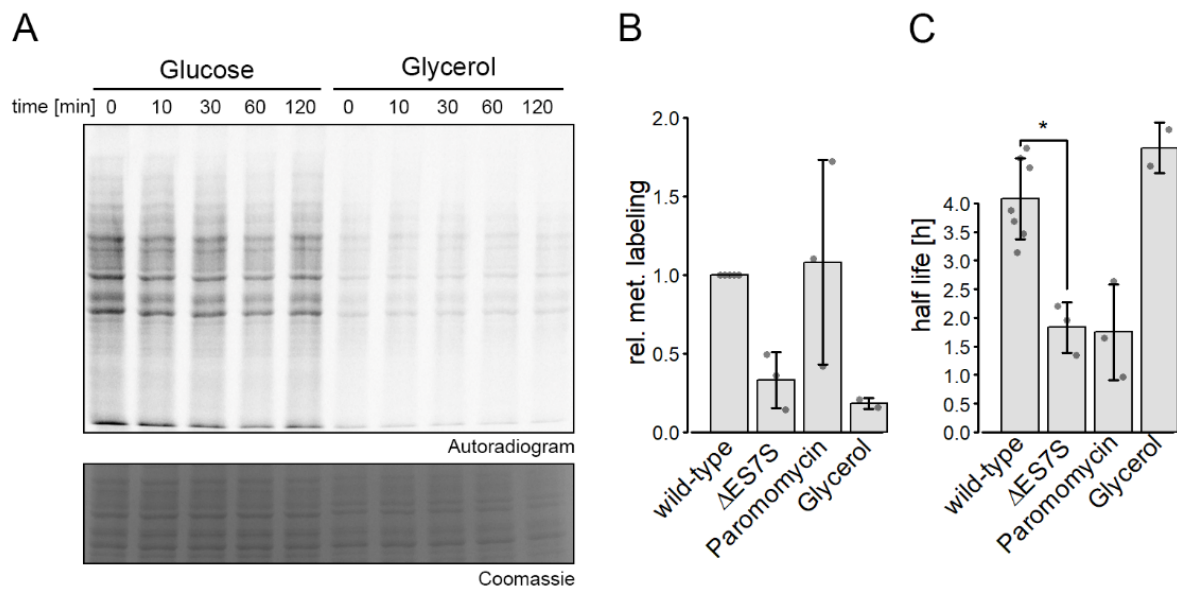 A
Glucose Glycerol
time [min] 0 10 30 60 120 0 10 30 60 120
Autoradiogram
Coomassie
B
rel. met. labeling
2.0
1.5
1.0
0.5
0.0
wild-type
ΔES7S
Paromomycin
Glycerol
C
half life [h]
*
4.0
3.5
3.0
2.5
2.0
1.5
1.0
0.5
0.0
wild-type
ΔES7S
Paromomycin
Glycerol